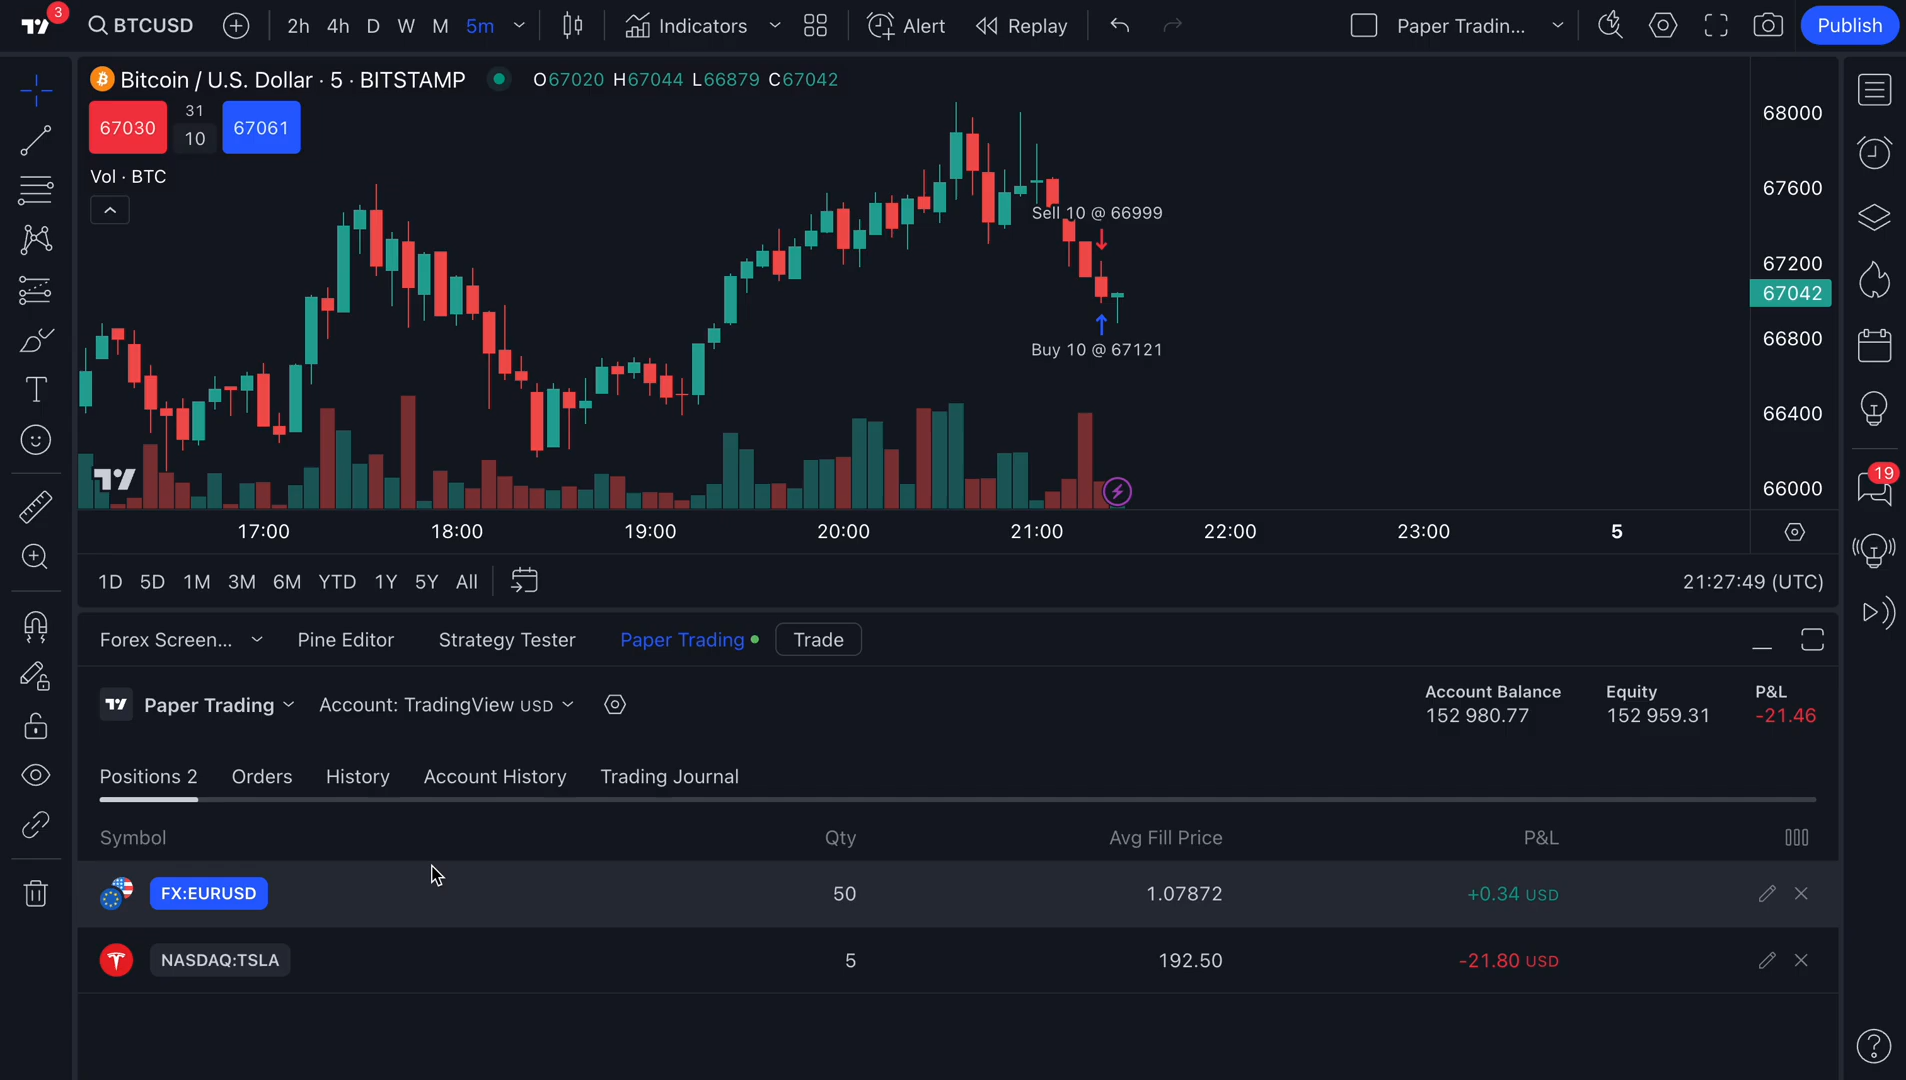 3
BTCUSD
2h 4h D W M 5m
Indicators
Alert
Replay
Paper Tradin...
Publish
Bitcoin / U.S. Dollar · 5 · BITSTAMP
O67020 H67044 L66879 C67042
67030
31
10
67061
Vol · BTC
Sell 10 @ 66999
Buy 10 @ 67121
68000
67600
67200
67042
66800
66400
66000
19
17:00 18:00 19:00 20:00 21:00 22:00 23:00 5
1D 5D 1M 3M 6M YTD 1Y 5Y All
21:27:49 (UTC)
Forex Screen... Pine Editor Strategy Tester Paper Trading Trade
Paper Trading Account: TradingView USD
Account Balance Equity P&L
152 980.77 152 959.31 -21.46
Positions 2 Orders History Account History Trading Journal
Symbol Qty Avg Fill Price P&L
FX:EURUSD 50 1.07872 +0.34 USD
NASDAQ:TSLA 5 192.50 -21.80 USD